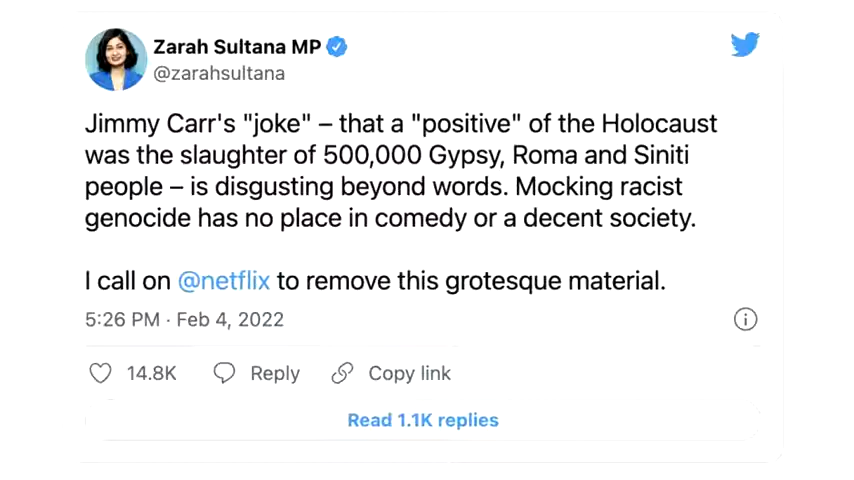 Zarah Sultana MP
@zarahsultana
Jimmy Carr's "joke" – that a "positive" of the Holocaust
was the slaughter of 500,000 Gypsy, Roma and Siniti
people – is disgusting beyond words. Mocking racist
genocide has no place in comedy or a decent society.
I call on @netflix to remove this grotesque material.
5:26 PM · Feb 4, 2022
14.8K Reply Copy link
Read 1.1K replies